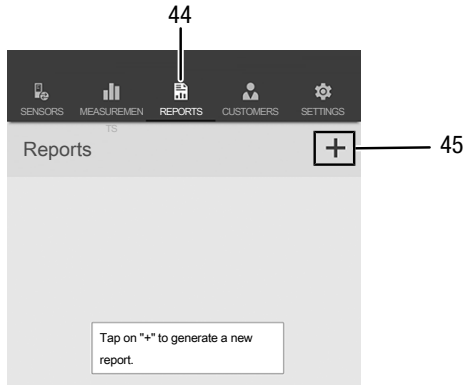 44
SENSORS MEASUREMEN REPORTS CUSTOMERS SETTINGS
TS
Reports +
45
Tap on "+" to generate a new
report.